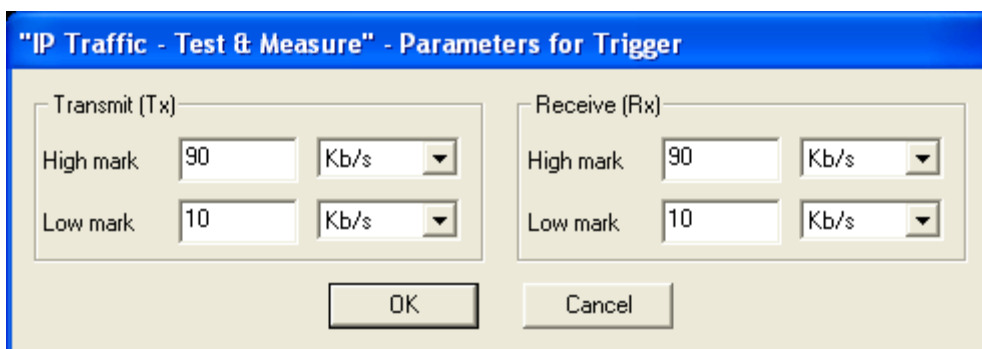 "IP Traffic - Test & Measure" - Parameters for Trigger
Transmit (Tx)
High mark 90 Kb/s
Low mark 10 Kb/s
Receive (Rx)
High mark 90 Kb/s
Low mark 10 Kb/s
OK Cancel